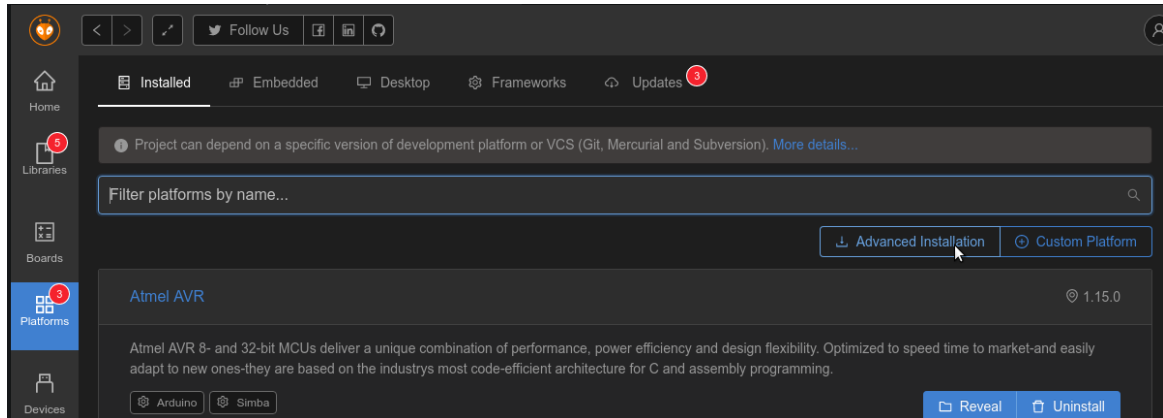 Follow Us
Home
Installed
Embedded
Desktop
Frameworks
Updates 3
5
Libraries
Project can depend on a specific version of development platform or VCS (Git, Mercurial and Subversion). More details...
Filter platforms by name...
Boards
Advanced Installation
Custom Platform
3
Platforms
Atmel AVR
1.15.0
Atmel AVR 8- and 32-bit MCUs deliver a unique combination of performance, power efficiency and design flexibility. Optimized to speed time to market-and easily
adapt to new ones-they are based on the industrys most code-efficient architecture for C and assembly programming.
Devices
Arduino
Simba
Reveal
Uninstall